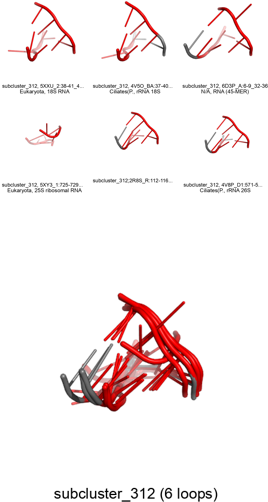 subcluster_312, 5XXU_2:38-41_4...
Eukaryota, 18S RNA
subcluster_312, 4V5O_BA:37-40...
Ciliates(P., rRNA 18S
subcluster_312, 6D3P_A:6-9_32-36
N/A, RNA (45-MER)
subcluster_312, 5XY3_1:725-729...
Eukaryota, 25S ribosomal RNA
subcluster_312,2R8S_R:112-116...
subcluster_312, 4V8P_D1:571-5...
Ciliates(P., rRNA 26S
subcluster_312 (6 loops)